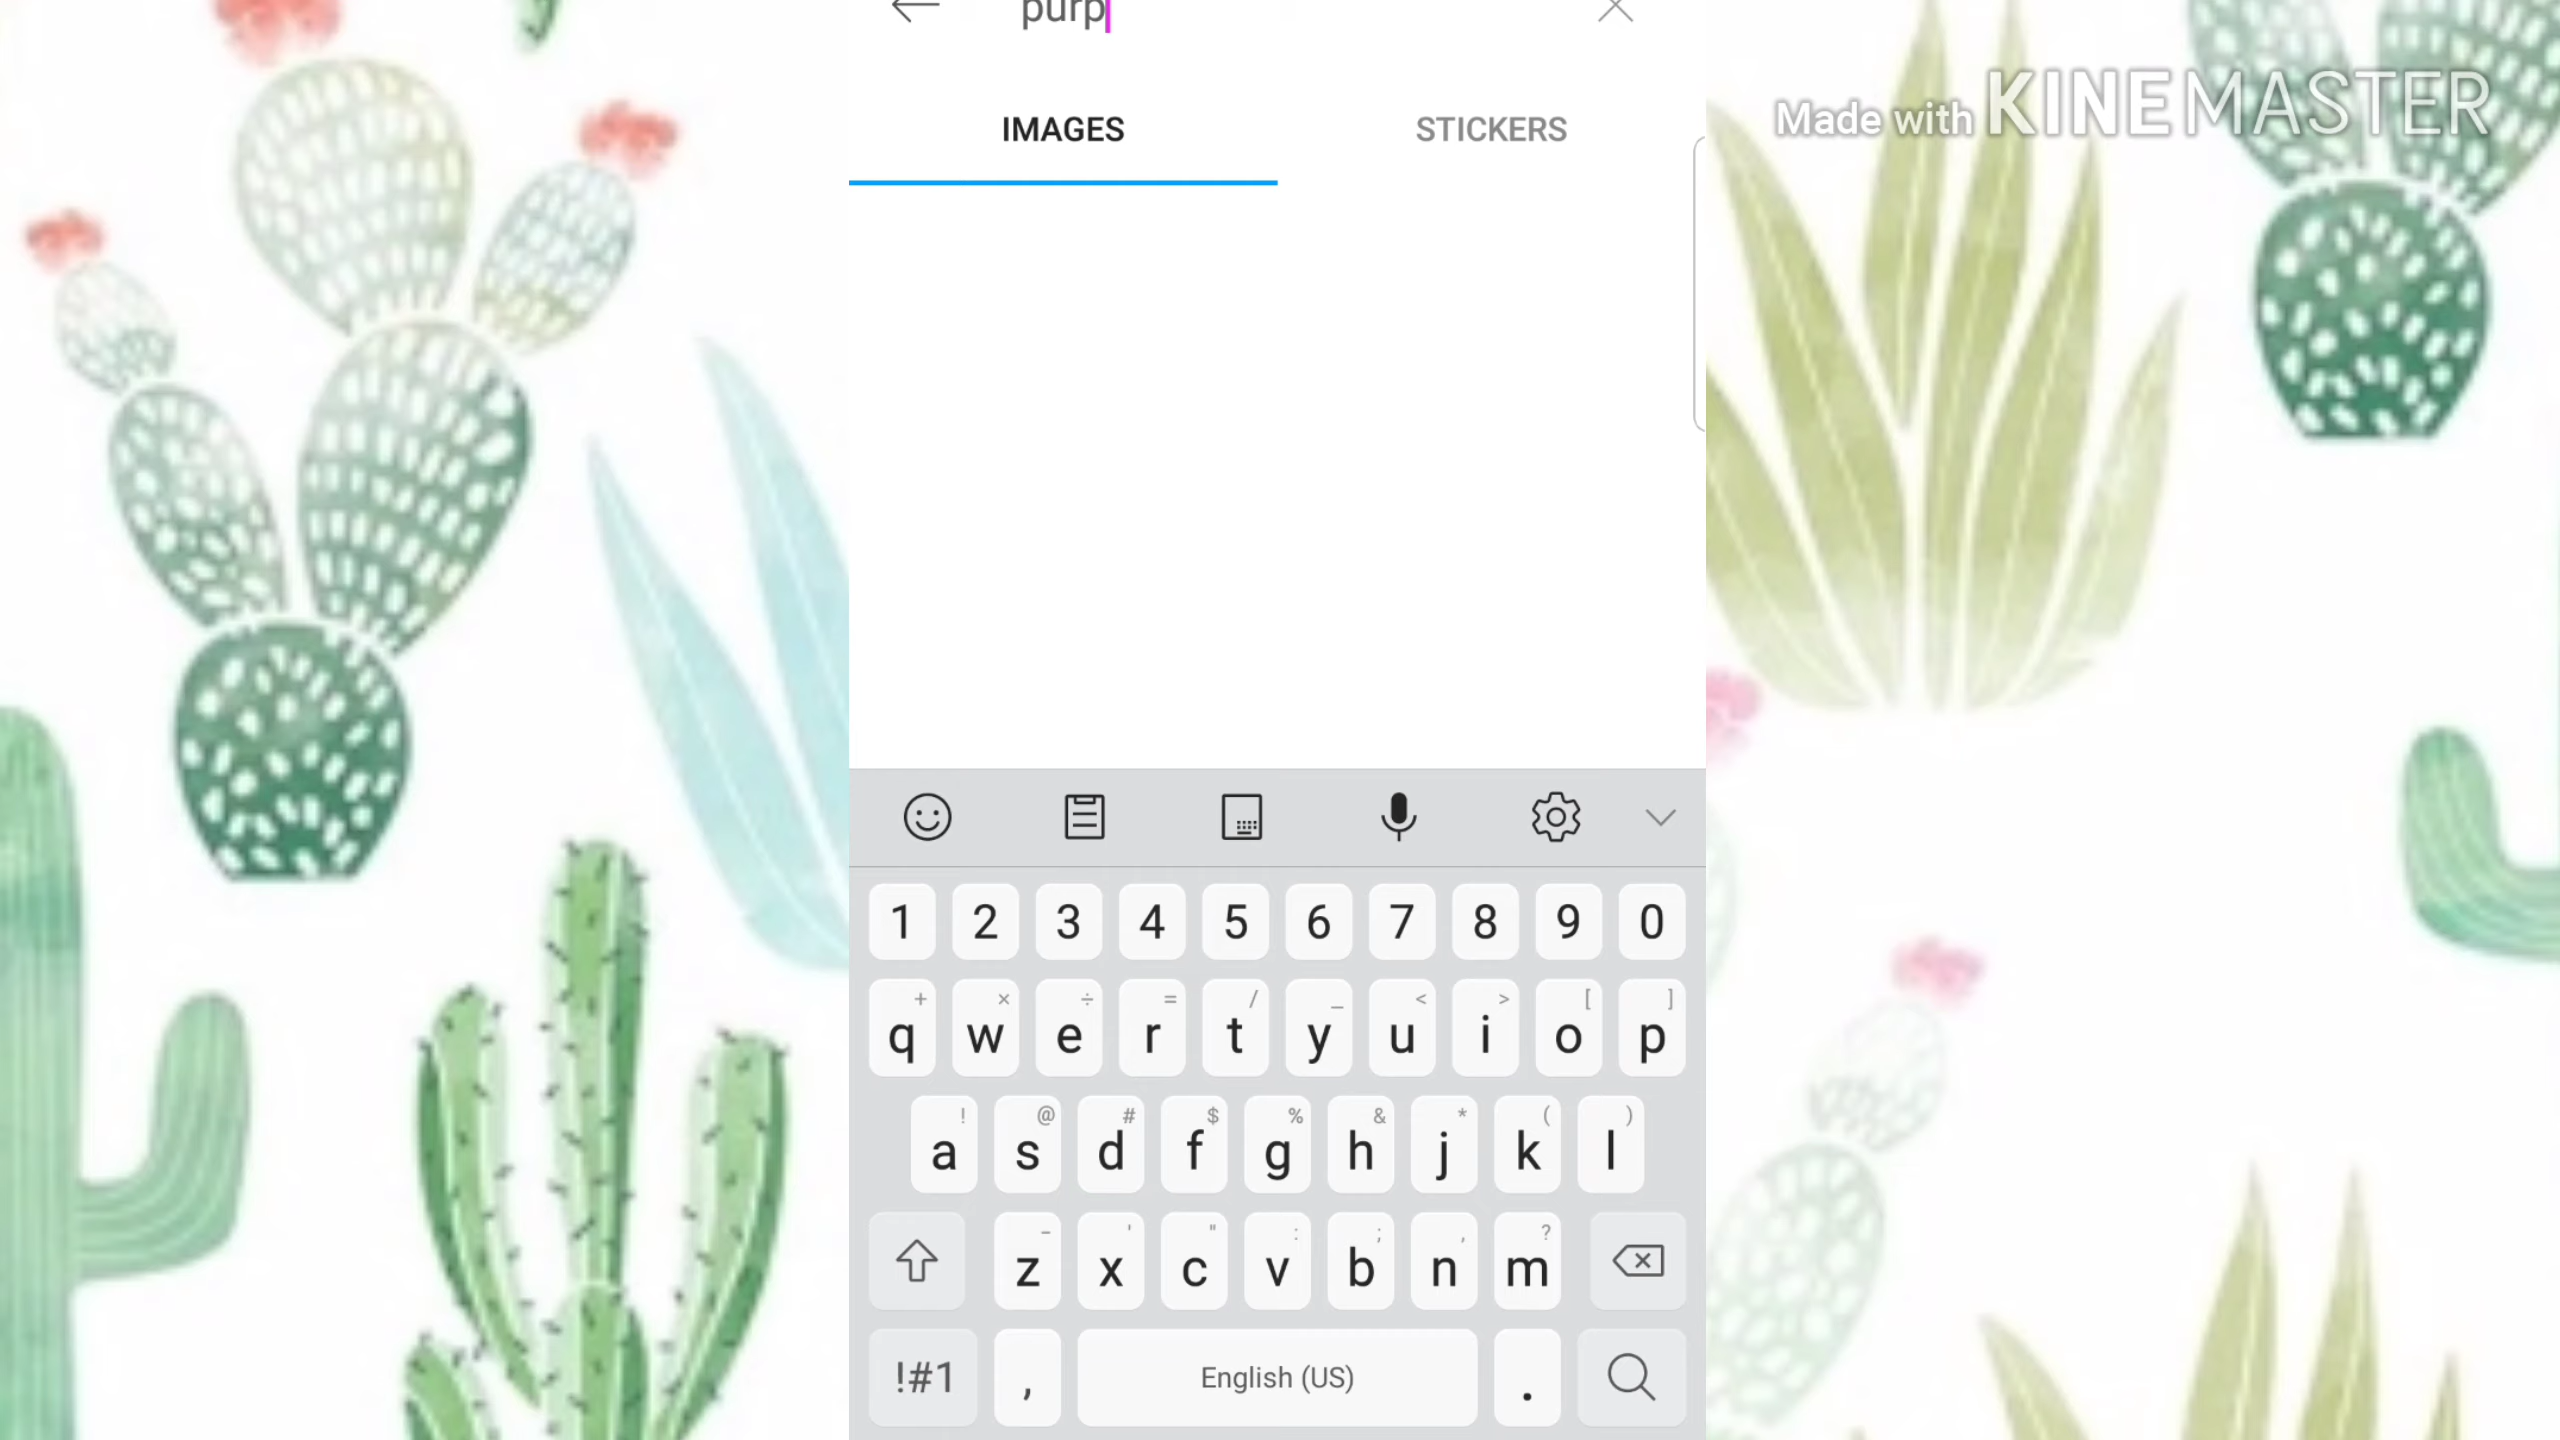 purp
IMAGES STICKERS
Made with KINEMASTER
1 2 3 4 5 6 7 8 9 0
+ × ÷ = / _ < > [ ]
q w e r t y u i o p
! @ # $ % & * ( )
a s d f g h j k l
- ' " : ; , ?
z x c v b n m
!#1 , English (US) .